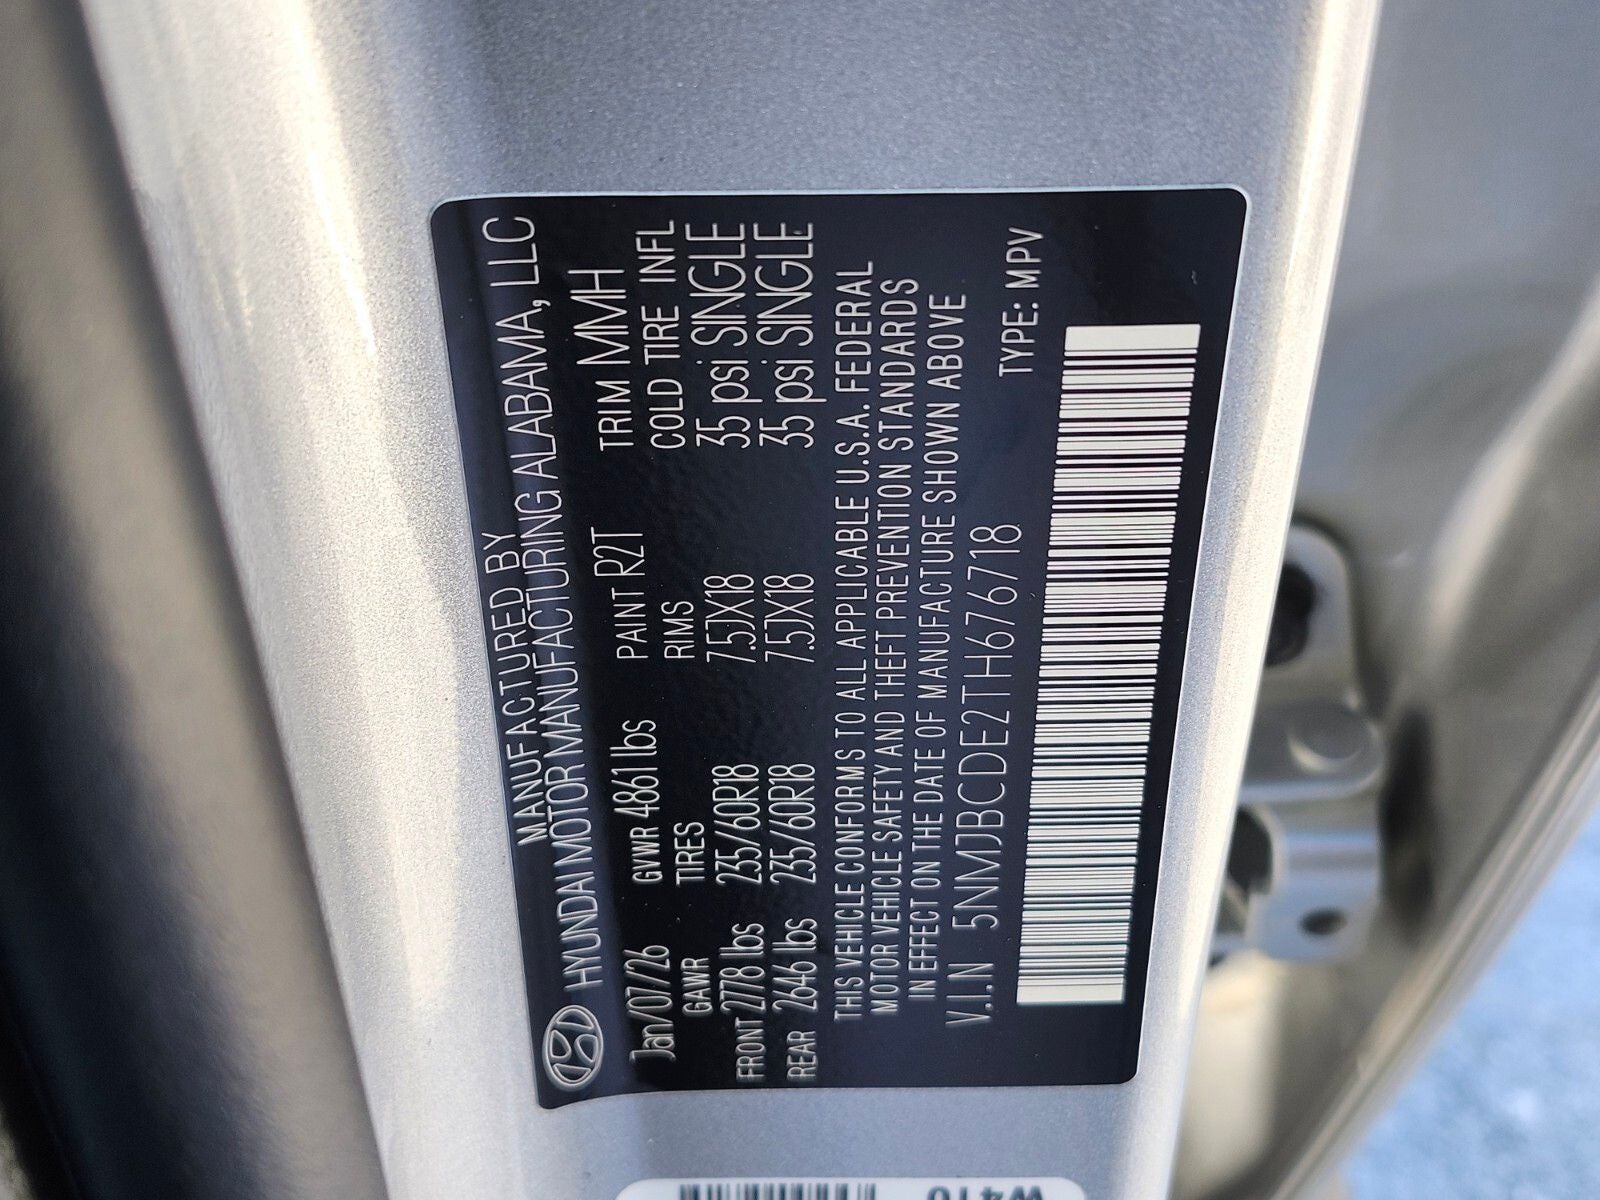 MANUFACTURED BY
HYUNDAI MOTOR MANUFACTURING ALABAMA, LLC
Jan/07/26 GVWR 4861 lbs PAINT R2T TRIM MMH
GAWR TIRES RIMS COLD TIRE INFL
FRONT 2778 lbs 235/60R18 7.5JX18 35 psi SINGLE
REAR 2646 lbs 235/60R18 7.5JX18 35 psi SINGLE
THIS VEHICLE CONFORMS TO ALL APPLICABLE U.S.A. FEDERAL
MOTOR VEHICLE SAFETY AND THEFT PREVENTION STANDARDS
IN EFFECT ON THE DATE OF MANUFACTURE SHOWN ABOVE
V.I.N 5NMJBCDE2TH676718 TYPE: MPV
W410